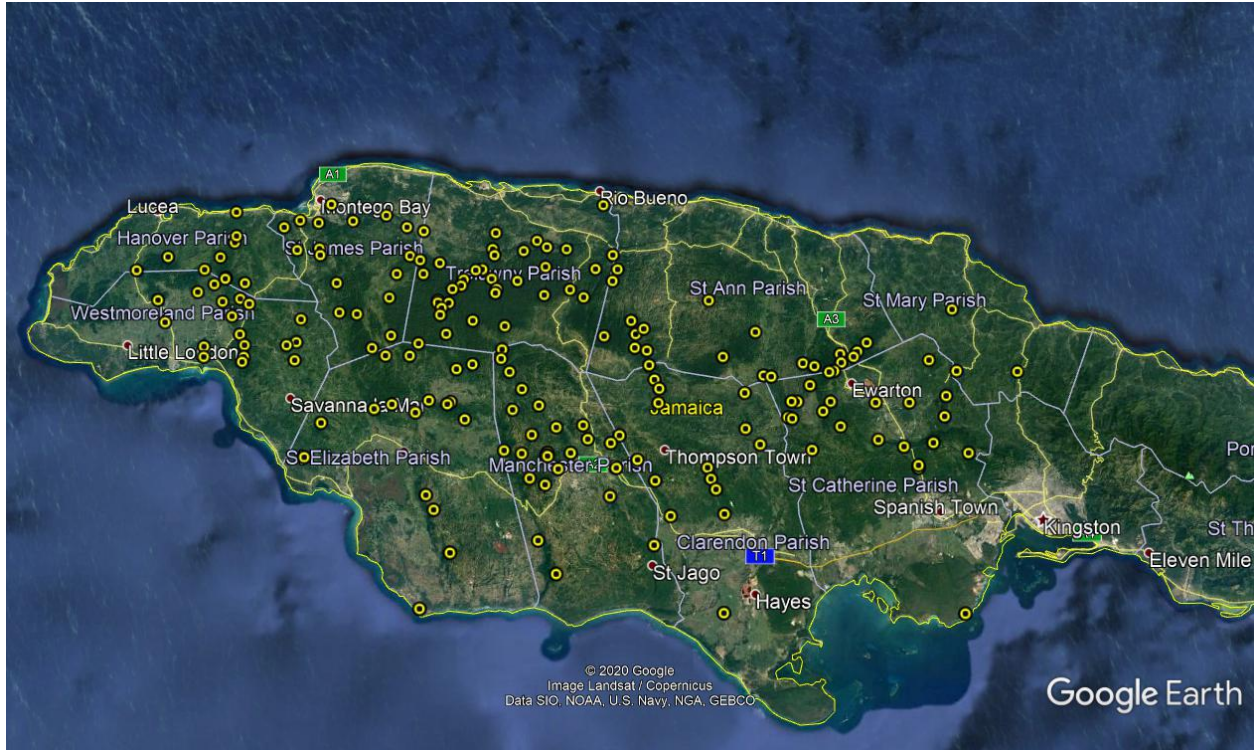 A1
Rio Bueno
Lucea
Montego Bay
Hanover Parish
St James Parish
Trelawny Parish
St Ann Parish
St Mary Parish
Westmoreland Parish
A3
Little London
Ewarton
Savanna-la-Mar
Jamaica
St Elizabeth Parish
Manchester Parish
Thompson Town
Por
St Catherine Parish
Spanish Town
Kingston
St Th
Clarendon Parish
T1
Eleven Mile
St Jago
Hayes
© 2020 Google
Image Landsat / Copernicus
Data SIO, NOAA, U.S. Navy, NGA, GEBCO
Google Earth